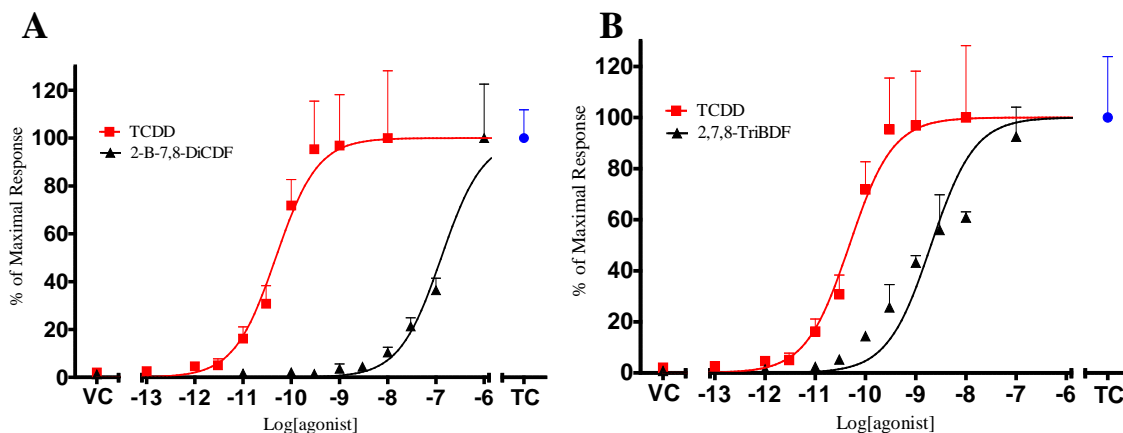 A
% of Maximal Response
120
100
80
60
40
20
0
TCDD
2-B-7,8-DiCDF
VC -13 -12 -11 -10 -9 -8 -7 -6 TC
Log[agonist]
B
% of Maximal Response
120
100
80
60
40
20
0
TCDD
2,7,8-TriBDF
VC -13 -12 -11 -10 -9 -8 -7 -6 TC
Log[agonist]